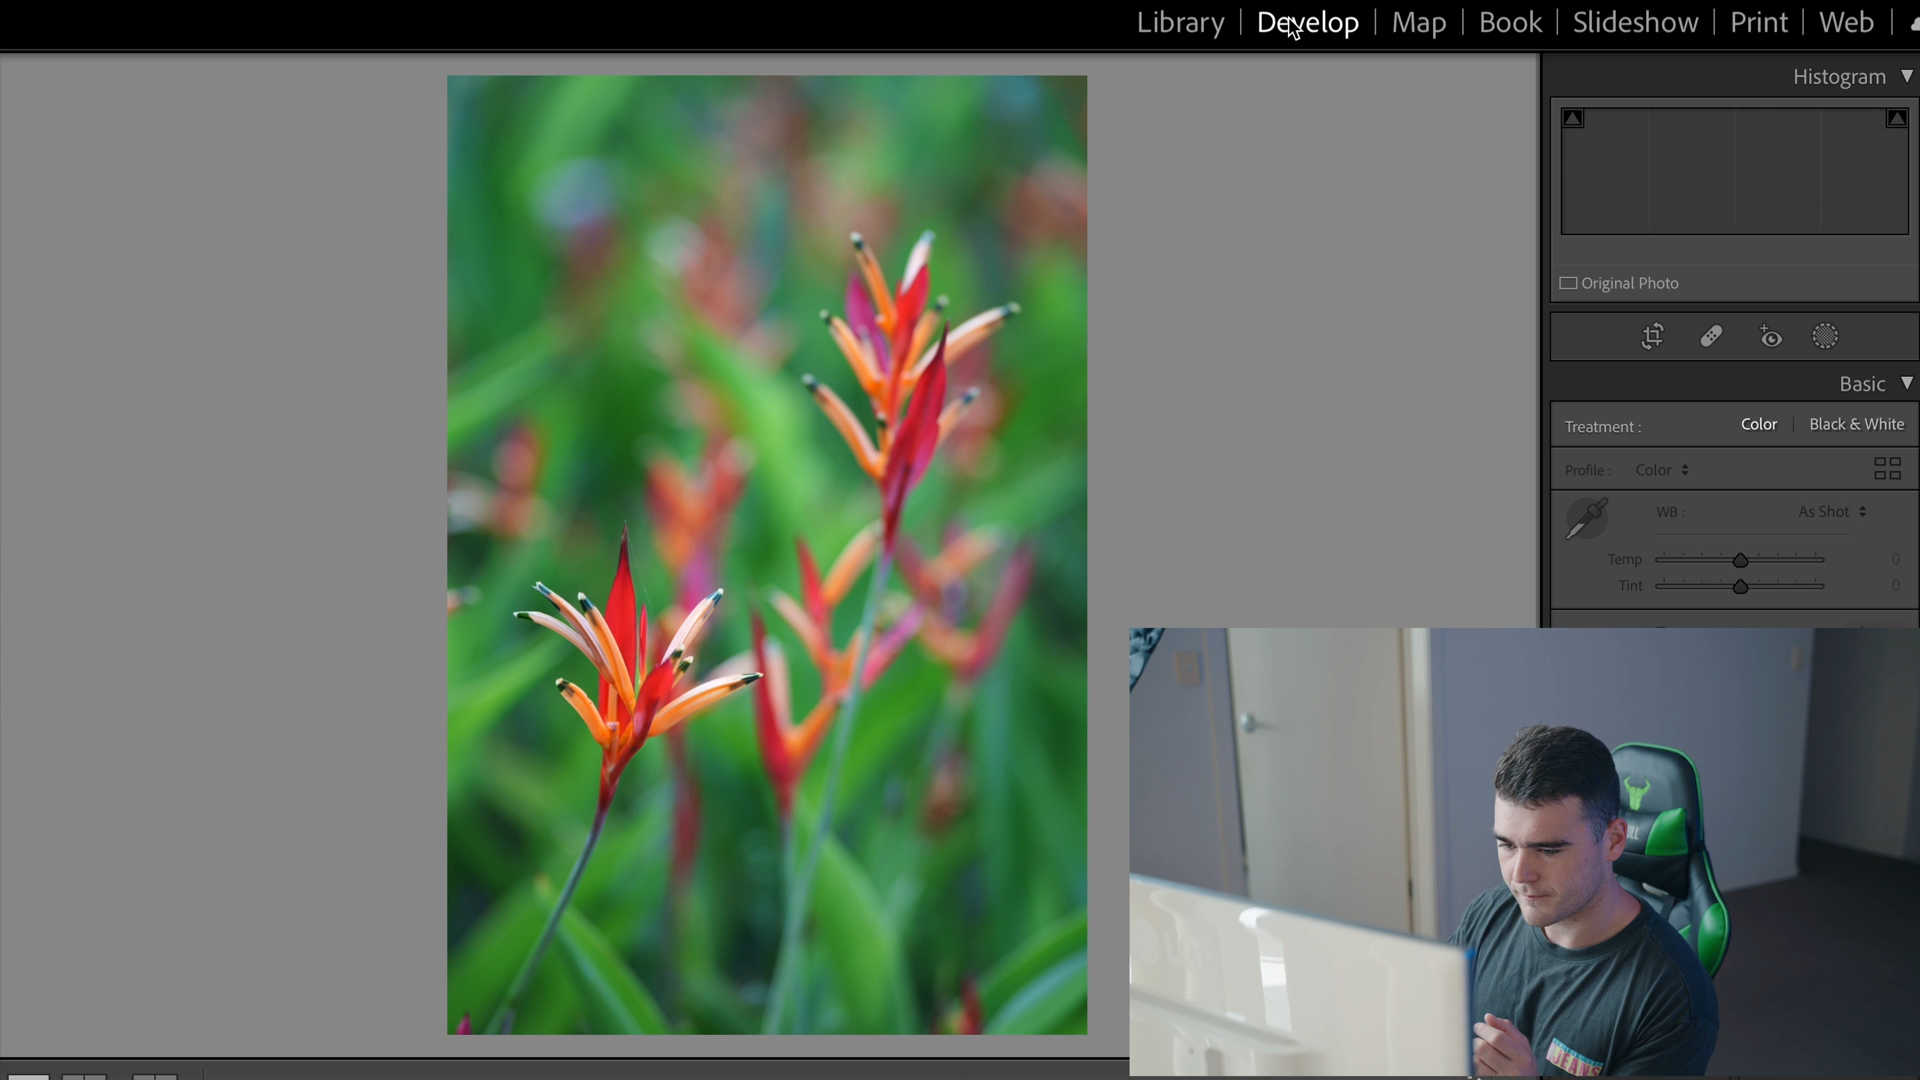 Library | Develop | Map | Book | Slideshow | Print | Web |
Histogram
Original Photo
Basic
Treatment : Color | Black & White
Profile : Color
WB : As Shot
Temp 0
Tint 0
JEANS